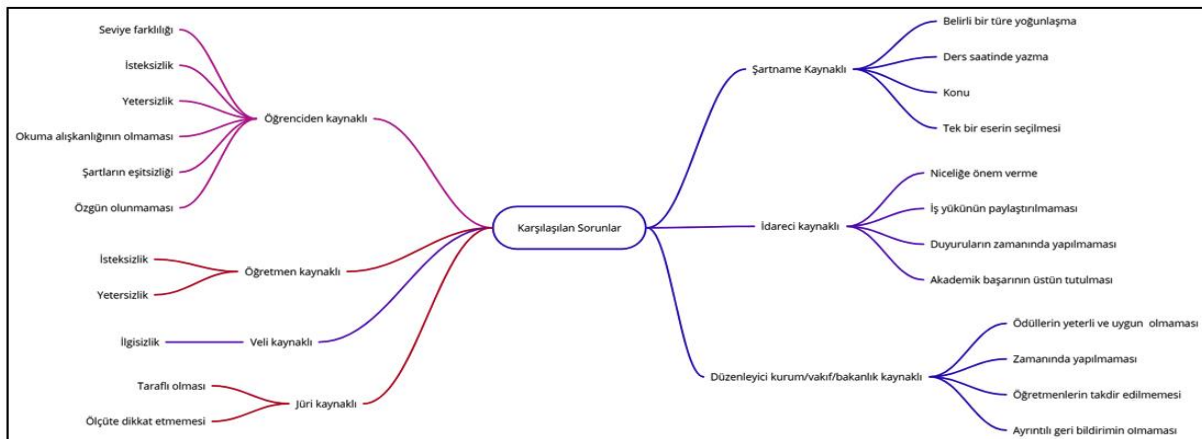 Seviye farklılığı
İsteksizlik
Yetersizlik
Okuma alışkanlığının olmaması
Şartların eşitsizliği
Özgün olunmaması
Öğrenciden kaynaklı
İsteksizlik
Yetersizlik
Öğretmen kaynaklı
İlgisizlik
Veli kaynaklı
Taraflı olması
Ölçüte dikkat etmemesi
Jüri kaynaklı
Karşılaşılan Sorunlar
Şartname Kaynaklı
Belirli bir türe yoğunlaşma
Ders saatinde yazma
Konu
Tek bir eserin seçilmesi
İdareci kaynaklı
Niceliğe önem verme
İş yükünün paylaştırılmaması
Duyuruların zamanında yapılmaması
Akademik başarının üstün tutulması
Düzenleyici kurum/vakıf/bakanlık kaynaklı
Ödüllerin yeterli ve uygun olmaması
Zamanında yapılmaması
Öğretmenlerin takdir edilmemesi
Ayrıntılı geri bildirimin olmaması